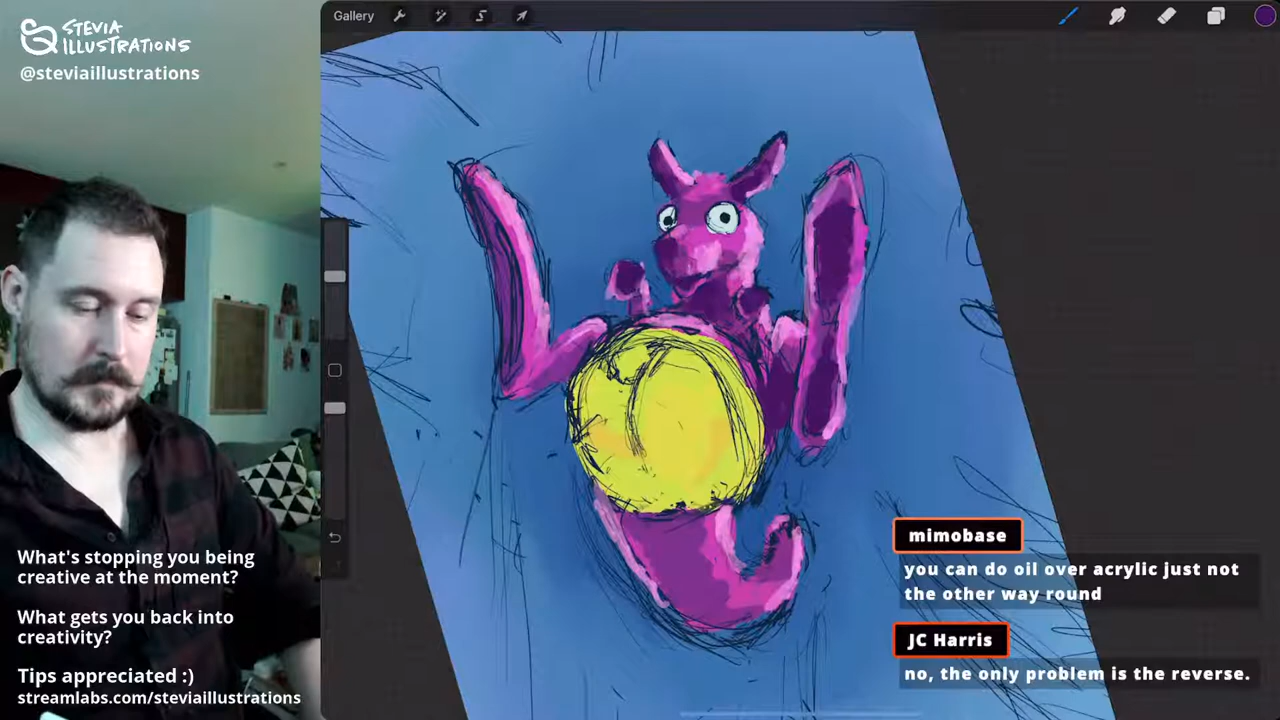 STEVIA
ILLUSTRATIONS
@steviaillustrations
Gallery
What's stopping you being
creative at the moment?
What gets you back into
creativity?
Tips appreciated :)
streamlabs.com/steviaillustrations
mimobase
you can do oil over acrylic just not
the other way round
JC Harris
no, the only problem is the reverse.